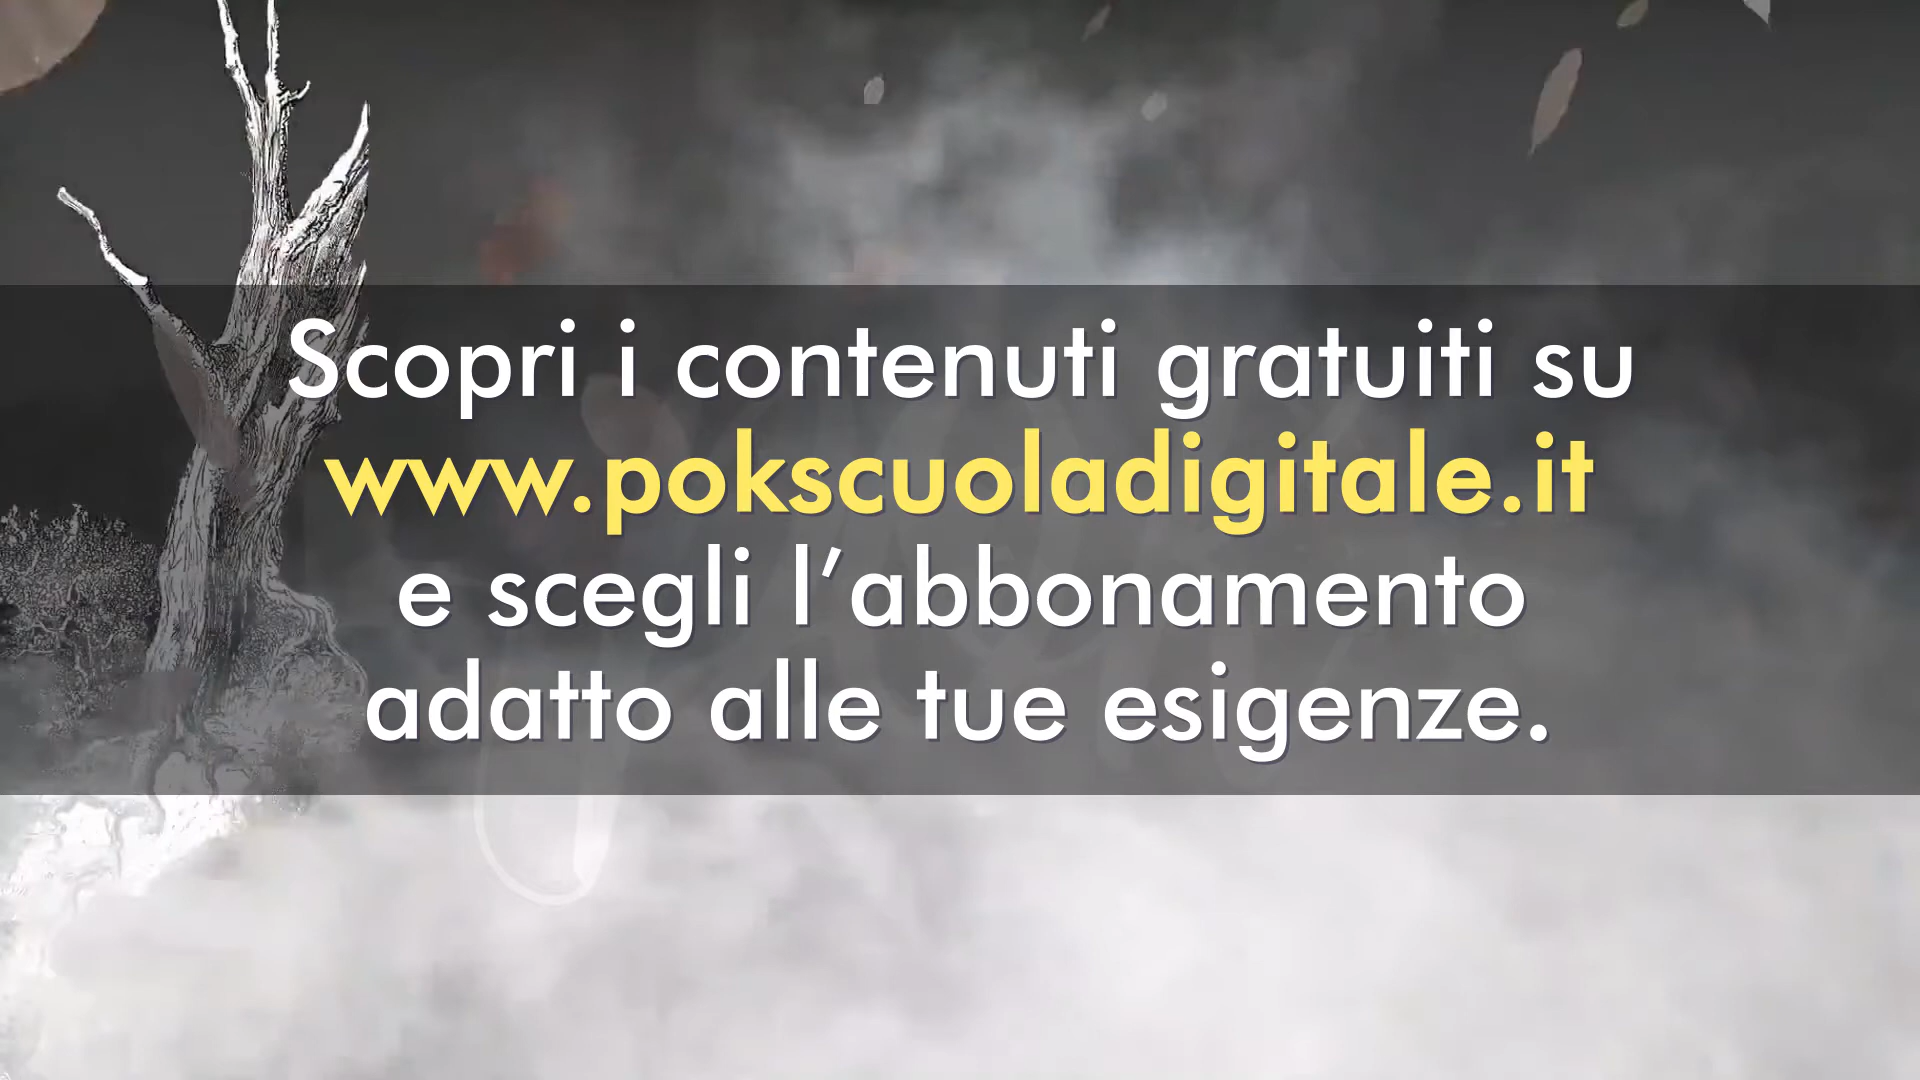 Scopri i contenuti gratuiti su
www.pokscuoladigitale.it
e scegli l’abbonamento
adatto alle tue esigenze.